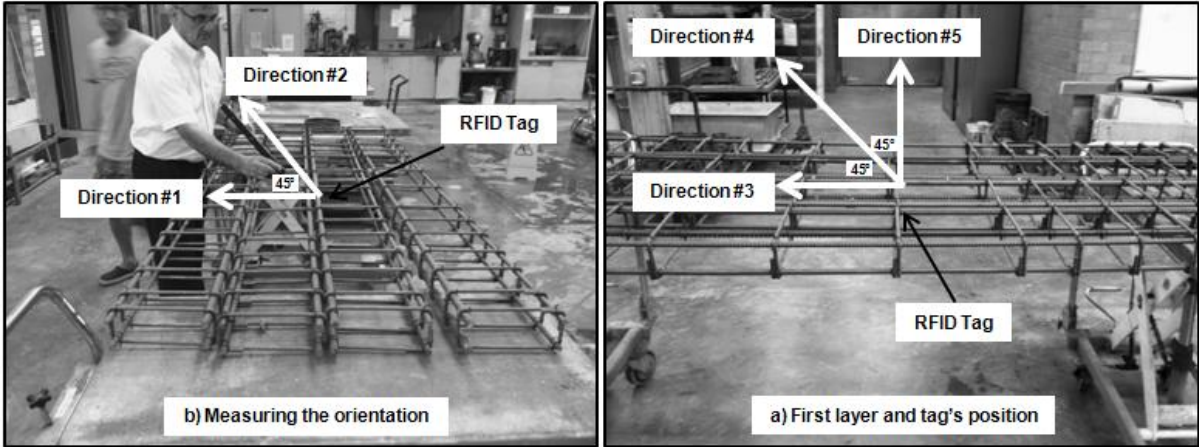 Direction #2
RFID Tag
45°
Direction #1
b) Measuring the orientation
Direction #4
Direction #5
45°
45°
Direction #3
RFID Tag
a) First layer and tag's position